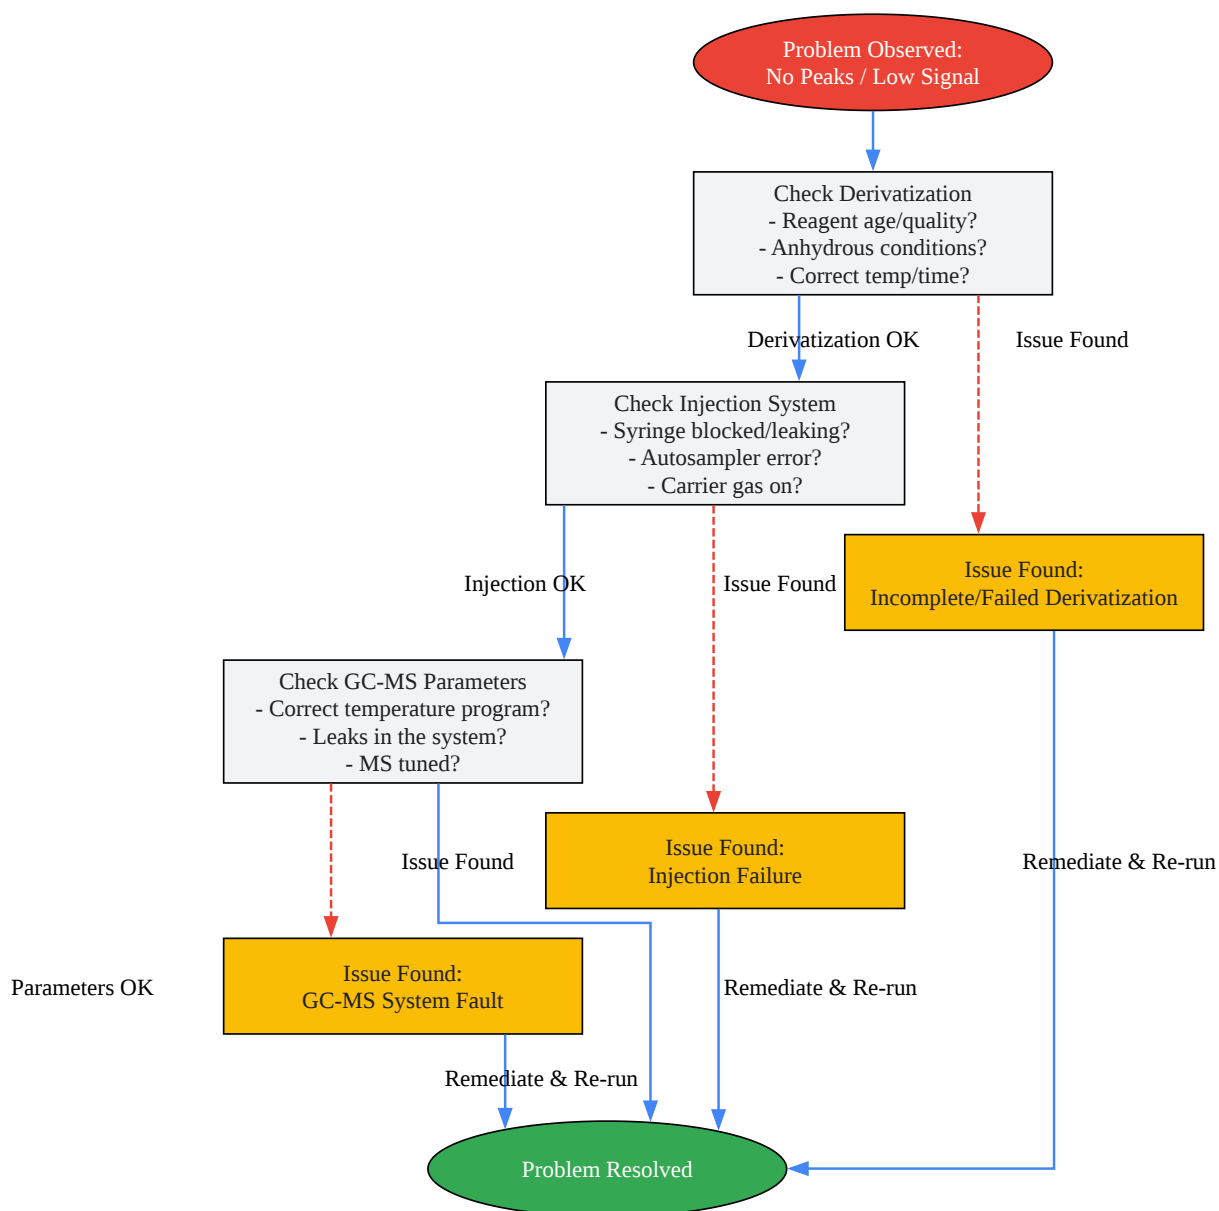 Problem Observed:
No Peaks / Low Signal
Check Derivatization
- Reagent age/quality?
- Anhydrous conditions?
- Correct temp/time?
Derivatization OK
Issue Found
Check Injection System
- Syringe blocked/leaking?
- Autosampler error?
- Carrier gas on?
Issue Found:
Incomplete/Failed Derivatization
Injection OK
Issue Found
Check GC-MS Parameters
- Correct temperature program?
- Leaks in the system?
- MS tuned?
Issue Found:
Injection Failure
Issue Found
Remediate & Re-run
Parameters OK
Issue Found:
GC-MS System Fault
Remediate & Re-run
Remediate & Re-run
Problem Resolved